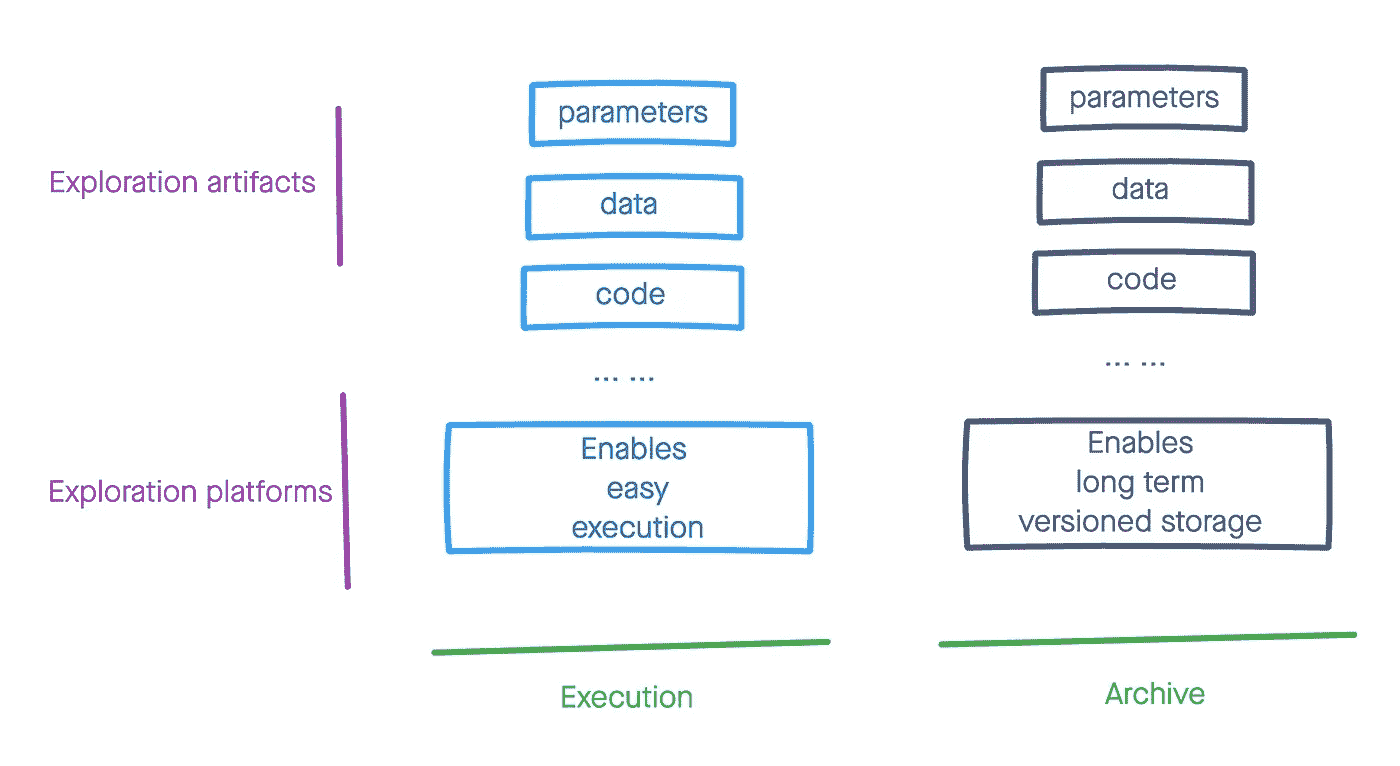 Exploration artifacts
parameters
data
code
... ...
parameters
data
code
... ...
Exploration platforms
Enables
easy
execution
Enables
long term
versioned storage
Execution
Archive